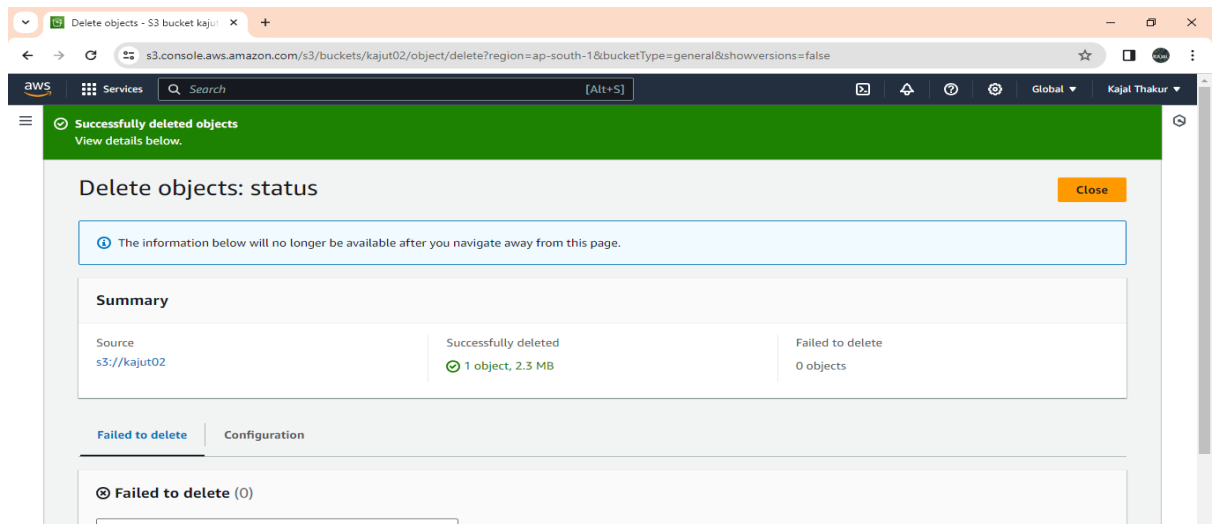 Delete objects - S3 bucket kaju
s3.console.aws.amazon.com/s3/buckets/kajut02/object/delete?region=ap-south-1&bucketType=general&showversions=false
aws Services Search [Alt+S] Global Kajal Thakur
Successfully deleted objects
View details below.
Delete objects: status
Close
The information below will no longer be available after you navigate away from this page.
Summary
Source
s3://kajut02
Successfully deleted
1 object, 2.3 MB
Failed to delete
0 objects
Failed to delete Configuration
Failed to delete (0)